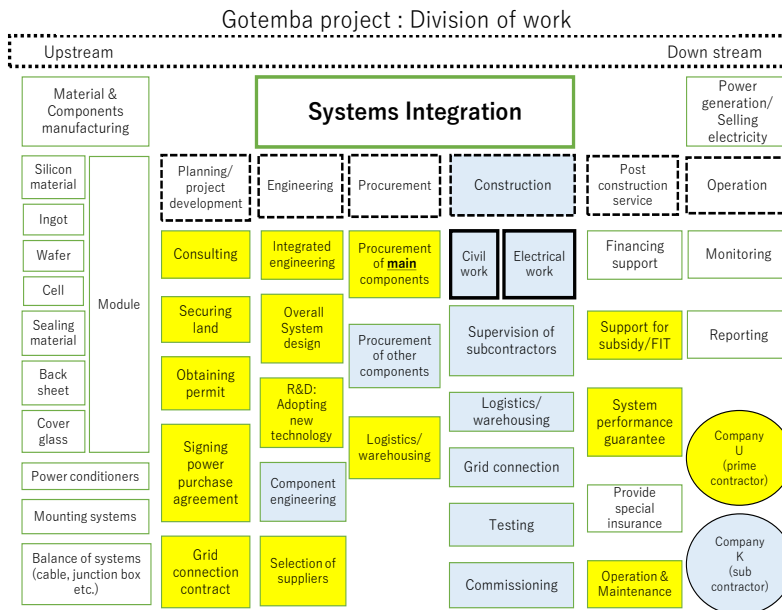 Gotemba project : Division of work
Upstream
Down stream
Material &
Components
manufacturing
Systems Integration
Power
generation/
Selling
electricity
Silicon
material
Ingot
Wafer
Cell
Sealing
material
Back
sheet
Cover
glass
Module
Power conditioners
Mounting systems
Balance of systems
(cable, junction box
etc.)
Planning/
project
development
Consulting
Securing
land
Obtaining
permit
Signing
power
purchase
agreement
Grid
connection
contract
Engineering
Integrated
engineering
Overall
System
design
R&D:
Adopting
new
technology
Component
engineering
Selection of
suppliers
Procurement
Procurement
of main
components
Procurement
of other
components
Logistics/
warehousing
Construction
Civil
work
Electrical
work
Supervision of
subcontractors
Logistics/
warehousing
Grid connection
Testing
Commissioning
Post
construction
service
Financing
support
Support for
subsidy/FIT
System
performance
guarantee
Provide
special
insurance
Operation &
Maintenance
Operation
Monitoring
Reporting
Company
U
(prime
contractor)
Company
K
(sub
contractor)